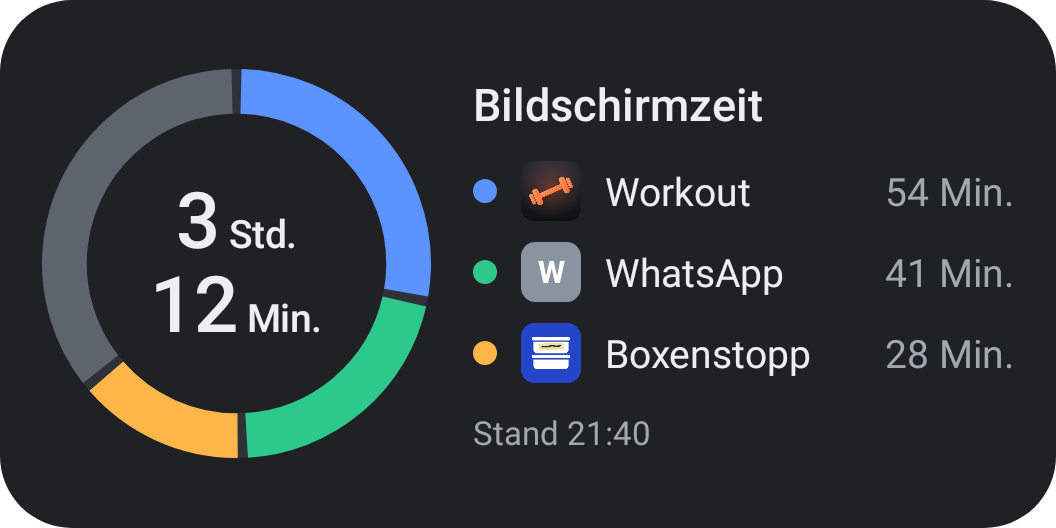 3 Std.
12 Min.
Bildschirmzeit
Workout 54 Min.
W WhatsApp 41 Min.
Boxenstopp 28 Min.
Stand 21:40